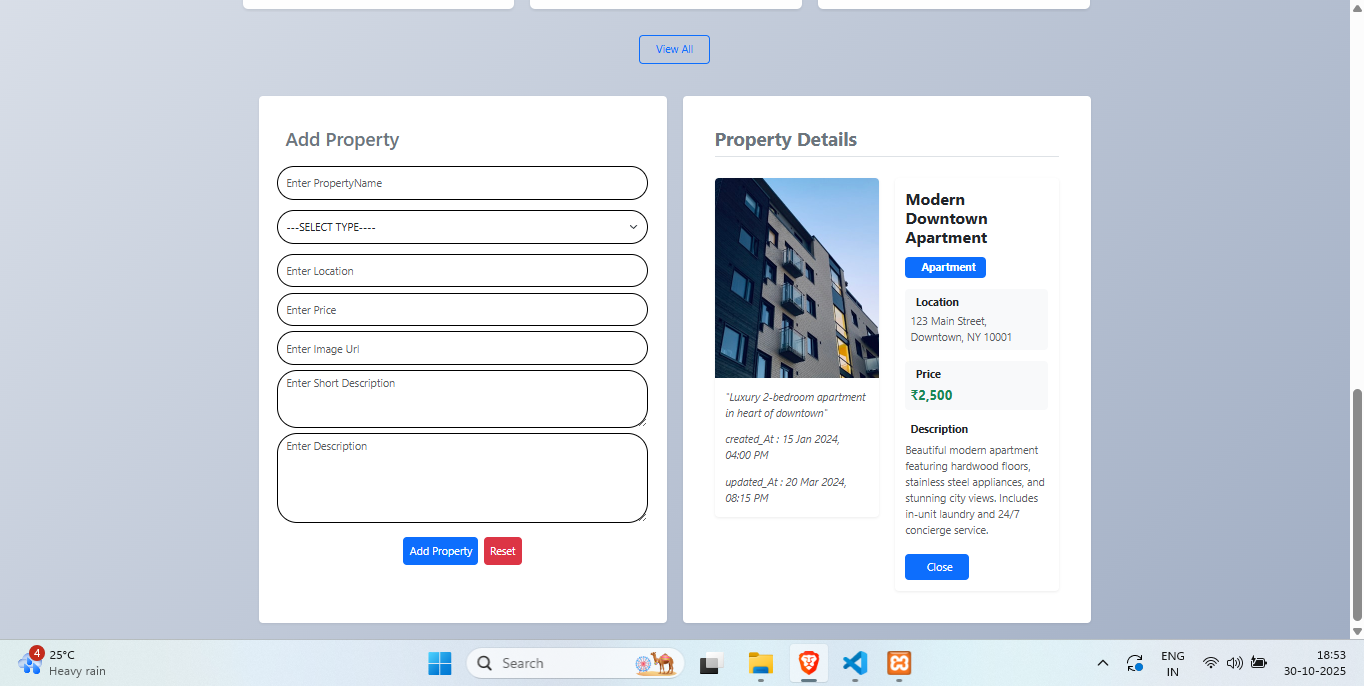 View All
Add Property
Enter PropertyName
---SELECT TYPE----
Enter Location
Enter Price
Enter Image Url
Enter Short Description
Enter Description
Add Property
Reset
Property Details
"Luxury 2-bedroom apartment
in heart of downtown"
created_At : 15 Jan 2024,
04:00 PM
updated_At : 20 Mar 2024,
08:15 PM
Modern
Downtown
Apartment
Apartment
Location
123 Main Street,
Downtown, NY 10001
Price
₹2,500
Description
Beautiful modern apartment
featuring hardwood floors,
stainless steel appliances, and
stunning city views. Includes
in-unit laundry and 24/7
concierge service.
Close
4
25°C
Heavy rain
Search
ENG
IN
18:53
30-10-2025